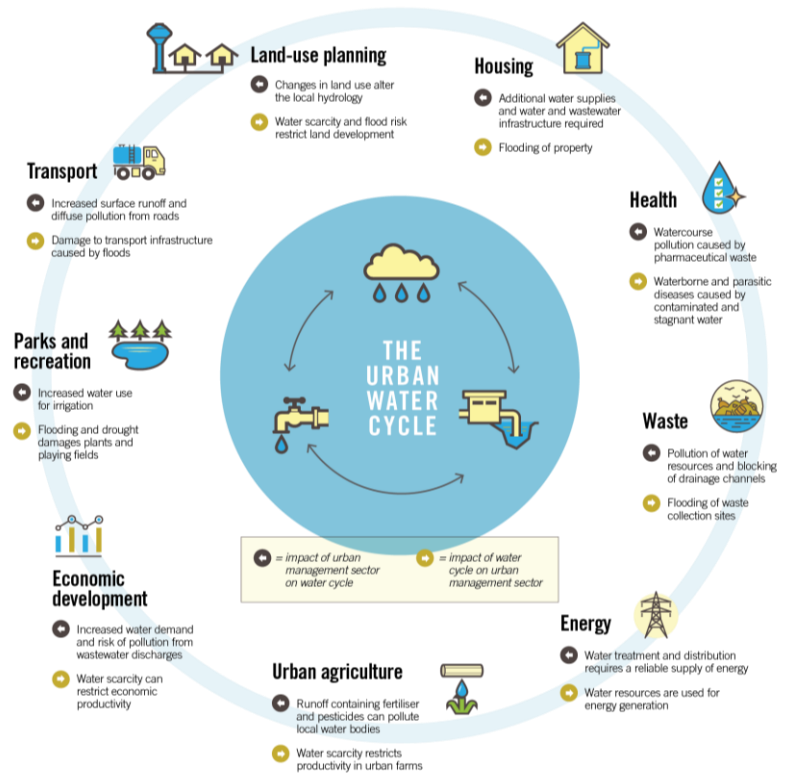 Land-use planning
Changes in land use alter
the local hydrology
Water scarcity and flood risk
restrict land development
Housing
Additional water supplies
and water and wastewater
infrastructure required
Flooding of property
Transport
Increased surface runoff and
diffuse pollution from roads
Damage to transport infrastructure
caused by floods
Health
Watercourse
pollution caused by
pharmaceutical waste
Waterborne and parasitic
diseases caused by
contaminated and
stagnant water
Parks and
recreation
Increased water use
for irrigation
Flooding and drought
damages plants and
playing fields
THE
URBAN
WATER
CYCLE
Waste
Pollution of water
resources and blocking
of drainage channels
Flooding of waste
collection sites
= impact of urban
management sector
on water cycle
= impact of water
cycle on urban
management sector
Economic
development
Increased water demand
and risk of pollution from
wastewater discharges
Water scarcity can
restrict economic
productivity
Urban agriculture
Runoff containing fertiliser
and pesticides can pollute
local water bodies
Water scarcity restricts
productivity in urban farms
Energy
Water treatment and distribution
requires a reliable supply of energy
Water resources are used for
energy generation